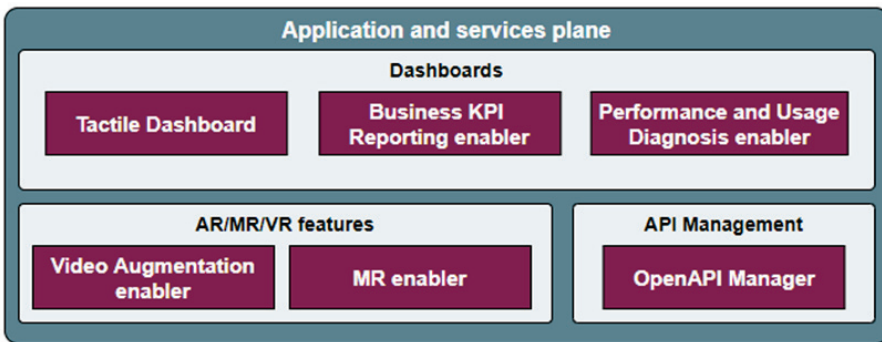 Application and services plane
Dashboards
Tactile Dashboard
Business KPI
Reporting enabler
Performance and Usage
Diagnosis enabler
AR/MR/VR features
Video Augmentation
enabler
MR enabler
API Management
OpenAPI Manager